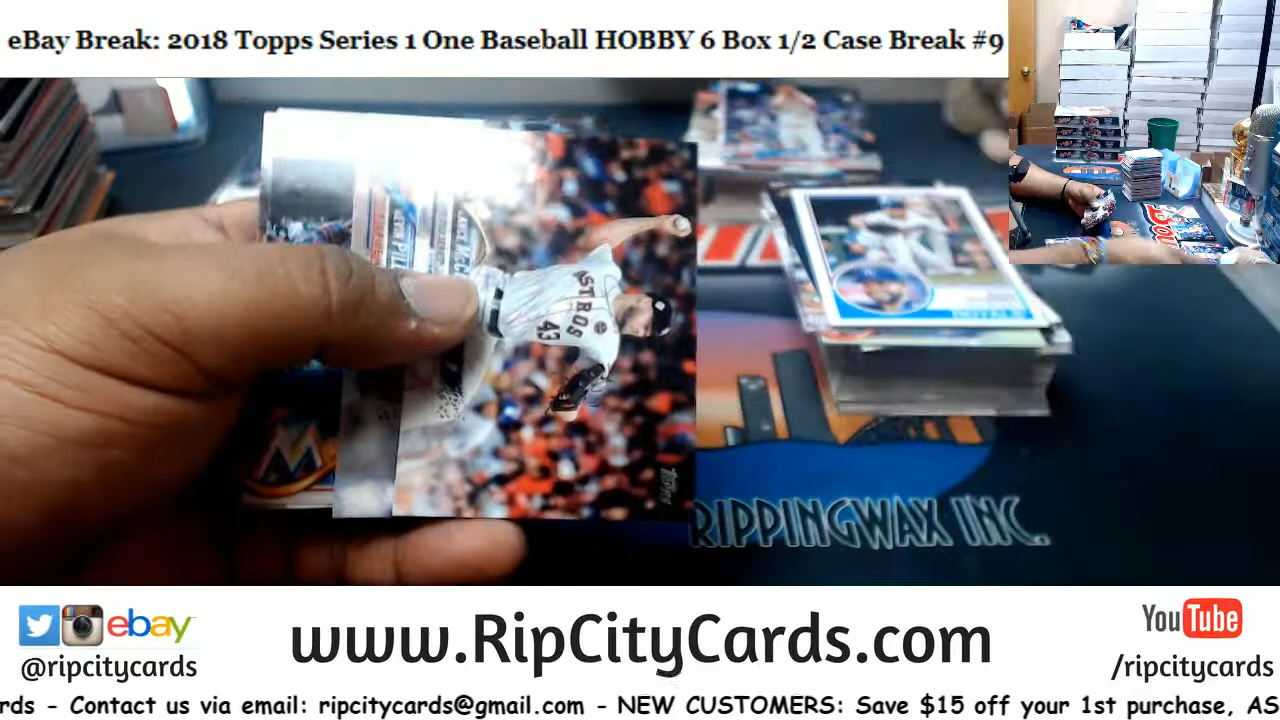 eBay Break: 2018 Topps Series 1 One Baseball HOBBY 6 Box 1/2 Case Break #9
ASTROS
43
Topps
ROYALS
RIPPINGWAX INC.
ebay
@ripcitycards
www.RipCityCards.com
YouTube
/ripcitycards
rds - Contact us via email: ripcitycards@gmail.com - NEW CUSTOMERS: Save $15 off your 1st purchase, AS